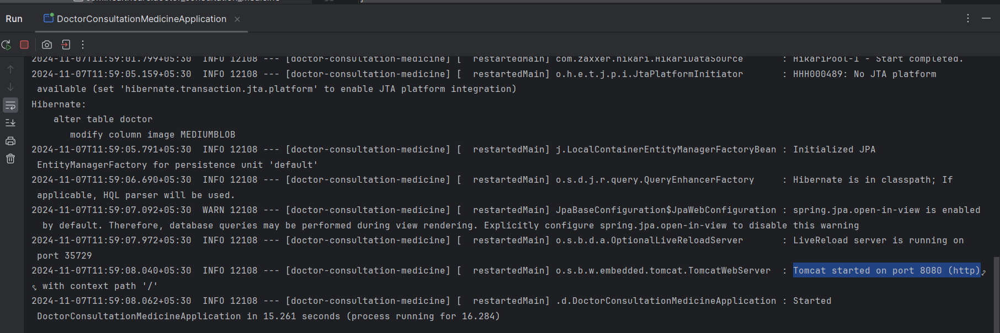 Run DoctorConsultationMedicineApplication
2024-11-07T11:59:01.799+05:30  INFO 12108 --- [doctor-consultation-medicine] [  restartedMain] com.zaxxer.hikari.HikariDataSource       : HikariPool-1 - Start completed.
2024-11-07T11:59:05.159+05:30  INFO 12108 --- [doctor-consultation-medicine] [  restartedMain] o.h.e.t.j.p.i.JtaPlatformInitiator       : HHH000489: No JTA platform
available (set 'hibernate.transaction.jta.platform' to enable JTA platform integration)
Hibernate:
alter table doctor
modify column image MEDIUMBLOB
2024-11-07T11:59:05.791+05:30  INFO 12108 --- [doctor-consultation-medicine] [  restartedMain] j.LocalContainerEntityManagerFactoryBean : Initialized JPA
EntityManagerFactory for persistence unit 'default'
2024-11-07T11:59:06.690+05:30  INFO 12108 --- [doctor-consultation-medicine] [  restartedMain] o.s.d.j.r.query.QueryEnhancerFactory     : Hibernate is in classpath; If
applicable, HQL parser will be used.
2024-11-07T11:59:07.092+05:30  WARN 12108 --- [doctor-consultation-medicine] [  restartedMain] JpaBaseConfiguration$JpaWebConfiguration : spring.jpa.open-in-view is enabled
by default. Therefore, database queries may be performed during view rendering. Explicitly configure spring.jpa.open-in-view to disable this warning
2024-11-07T11:59:07.972+05:30  INFO 12108 --- [doctor-consultation-medicine] [  restartedMain] o.s.b.d.a.OptionalLiveReloadServer       : LiveReload server is running on
port 35729
2024-11-07T11:59:08.040+05:30  INFO 12108 --- [doctor-consultation-medicine] [  restartedMain] o.s.b.w.embedded.tomcat.TomcatWebServer  : Tomcat started on port 8080 (http)
with context path '/'
2024-11-07T11:59:08.062+05:30  INFO 12108 --- [doctor-consultation-medicine] [  restartedMain] .d.DoctorConsultationMedicineApplication : Started
DoctorConsultationMedicineApplication in 15.261 seconds (process running for 16.284)